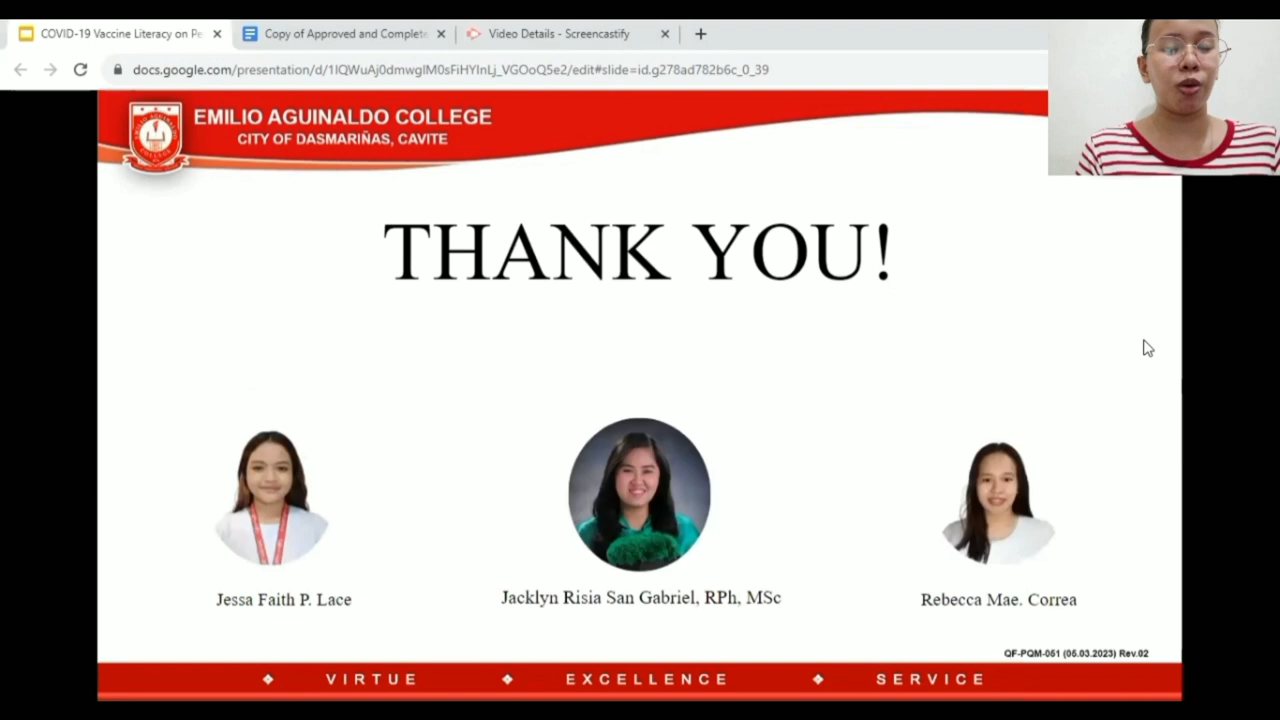 COVID-19 Vaccine Literacy on Pe
Copy of Approved and Complete
Video Details - Screencastify
docs.google.com/presentation/d/1IQWuAj0dmwgIM0sFiHYInLj_VGOoQ5e2/edit#slide=id.g278ad782b6c_0_39
EMILIO AGUINALDO COLLEGE
CITY OF DASMARIÑAS, CAVITE
THANK YOU!
Jessa Faith P. Lace
Jacklyn Risia San Gabriel, RPh, MSc
Rebecca Mae. Correa
QF-PQM-051 (05.03.2023) Rev.02
VIRTUE EXCELLENCE SERVICE